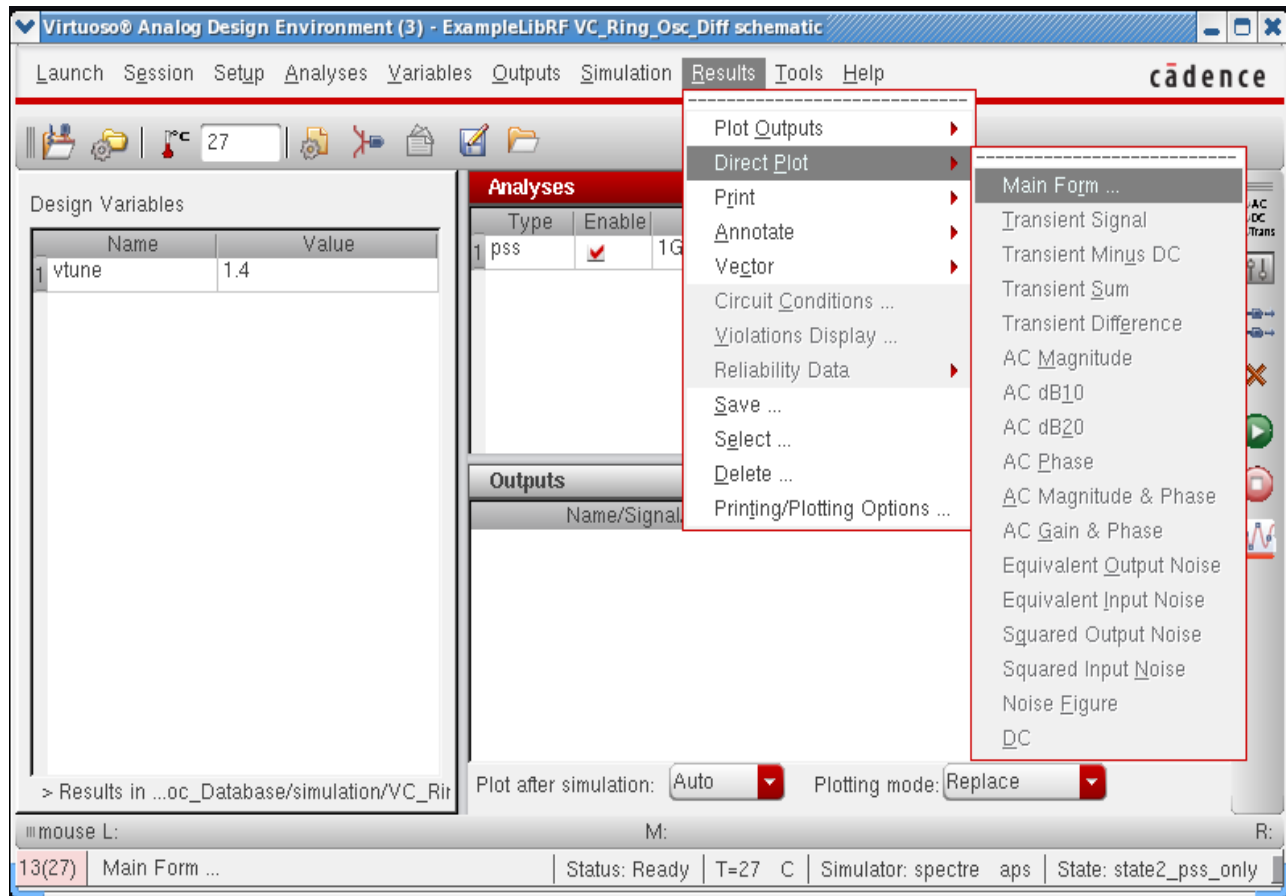 Virtuoso® Analog Design Environment (3) - ExampleLibRF VC_Ring_Osc_Diff schematic
Launch Session Setup Analyses Variables Outputs Simulation Results Tools Help
cādence
27
Plot Outputs
Direct Plot
Print
Annotate
Vector
Circuit Conditions ...
Violations Display ...
Reliability Data
Save ...
Select ...
Delete ...
Printing/Plotting Options ...
Main Form ...
Transient Signal
Transient Minus DC
Transient Sum
Transient Difference
AC Magnitude
AC dB10
AC dB20
AC Phase
AC Magnitude & Phase
AC Gain & Phase
Equivalent Output Noise
Equivalent Input Noise
Squared Output Noise
Squared Input Noise
Noise Figure
DC
AC
DC
Trans
Design Variables
Name Value
1 vtune 1.4
> Results in ...oc_Database/simulation/VC_Rin
Analyses
Type Enable
1 pss 1G
Outputs
Name/Signal
Plot after simulation: Auto Plotting mode: Replace
mouse L: M: R:
13(27) Main Form ... Status: Ready T=27 C Simulator: spectre aps State: state2_pss_only